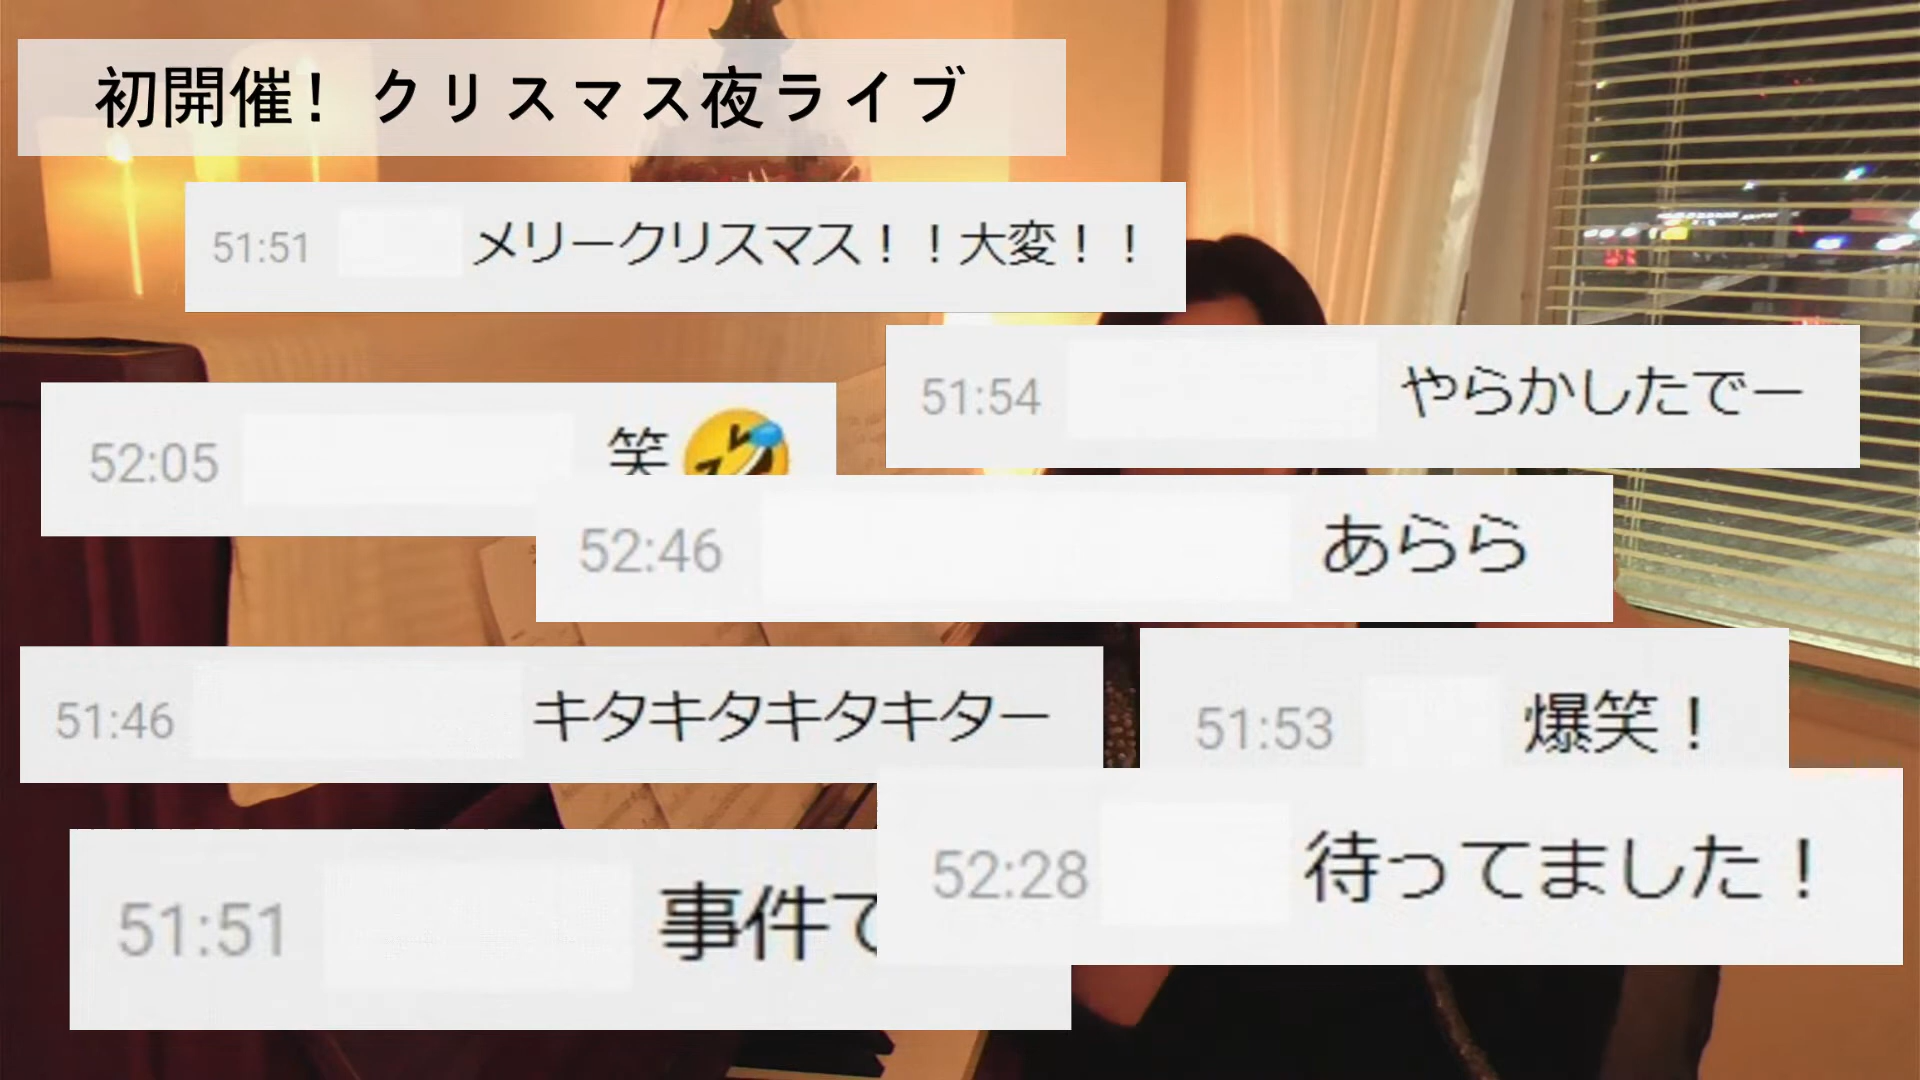 初開催！クリスマス夜ライブ
51:51 メリークリスマス！！大変！！
51:54 やらかしたでー
52:05 笑🤣
52:46 あらら
51:46 キタキタキタキター
51:53 爆笑！
52:28 待ってました！
51:51 事件で